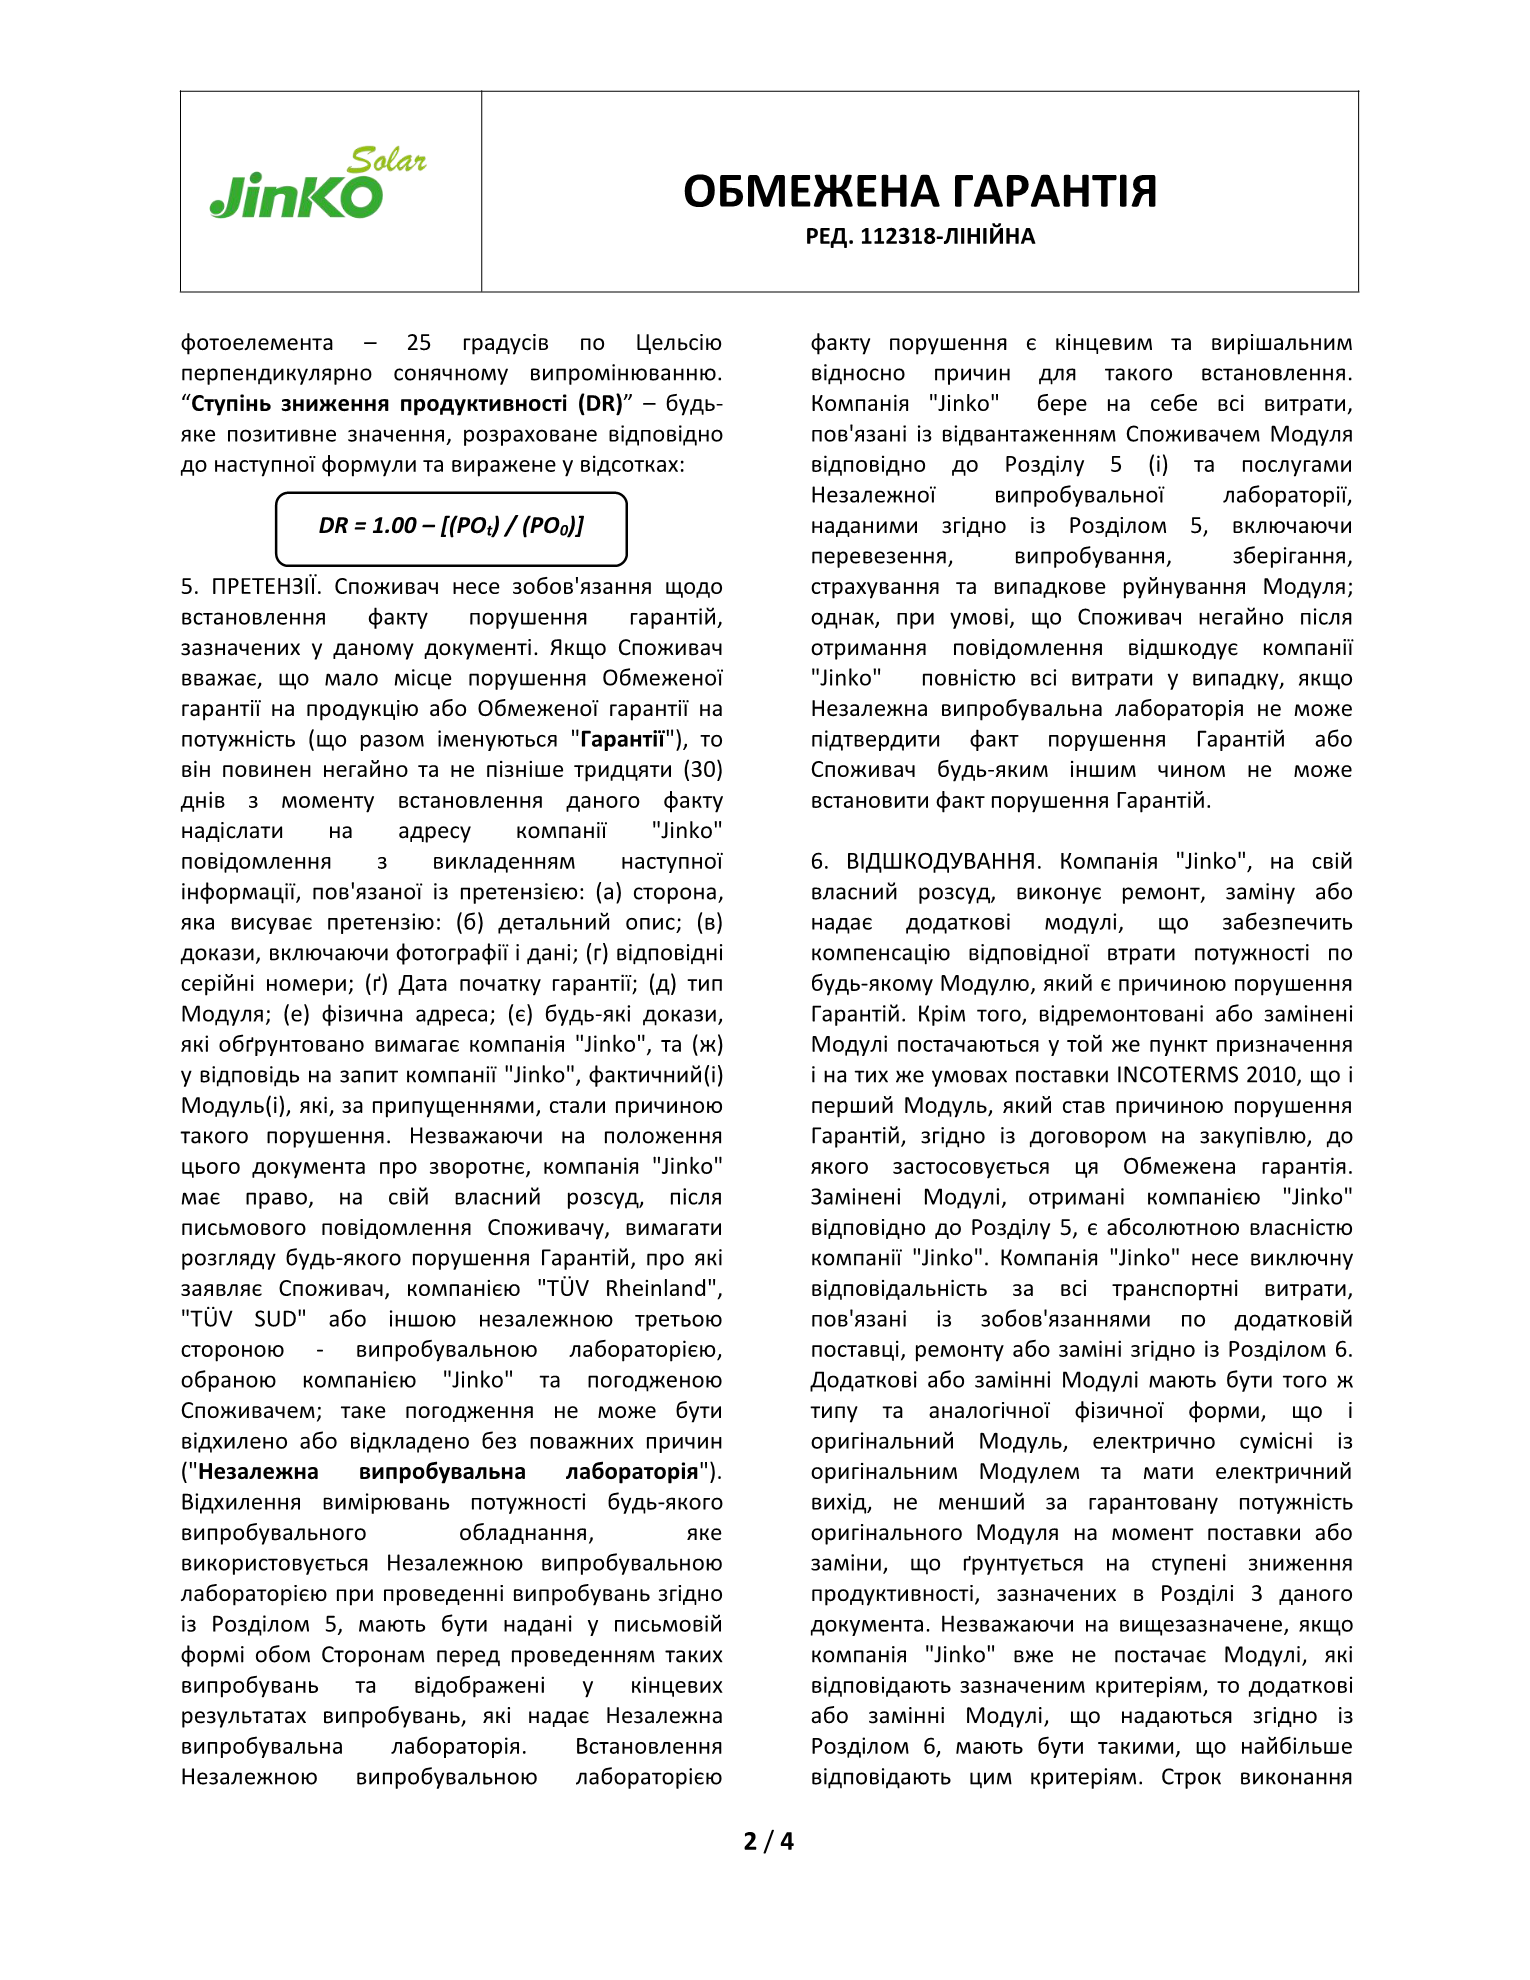 JinKO Solar
ОБМЕЖЕНА ГАРАНТІЯ
РЕД. 112318-ЛІНІЙНА
фотоелемента – 25 градусів по Цельсію
перпендикулярно сонячному випромінюванню.
“Ступінь зниження продуктивності (DR)” – будь-
яке позитивне значення, розраховане відповідно
до наступної формули та виражене у відсотках:
DR = 1.00 – [(POt) / (PO0)]
5. ПРЕТЕНЗІЇ. Споживач несе зобов'язання щодо
встановлення факту порушення гарантій,
зазначених у даному документі. Якщо Споживач
вважає, що мало місце порушення Обмеженої
гарантії на продукцію або Обмеженої гарантії на
потужність (що разом іменуються "Гарантії"), то
він повинен негайно та не пізніше тридцяти (30)
днів з моменту встановлення даного факту
надіслати на адресу компанії "Jinko"
повідомлення з викладенням наступної
інформації, пов'язаної із претензією: (а) сторона,
яка висуває претензію: (б) детальний опис; (в)
докази, включаючи фотографії і дані; (г) відповідні
серійні номери; (ґ) Дата початку гарантії; (д) тип
Модуля; (е) фізична адреса; (є) будь-які докази,
які обґрунтовано вимагає компанія "Jinko", та (ж)
у відповідь на запит компанії "Jinko", фактичний(і)
Модуль(і), які, за припущеннями, стали причиною
такого порушення. Незважаючи на положення
цього документа про зворотнє, компанія "Jinko"
має право, на свій власний розсуд, після
письмового повідомлення Споживачу, вимагати
розгляду будь-якого порушення Гарантій, про які
заявляє Споживач, компанією "TÜV Rheinland",
"TÜV SUD" або іншою незалежною третьою
стороною - випробувальною лабораторією,
обраною компанією "Jinko" та погодженою
Споживачем; таке погодження не може бути
відхилено або відкладено без поважних причин
("Незалежна випробувальна лабораторія").
Відхилення вимірювань потужності будь-якого
випробувального обладнання, яке
використовується Незалежною випробувальною
лабораторією при проведенні випробувань згідно
із Розділом 5, мають бути надані у письмовій
формі обом Сторонам перед проведенням таких
випробувань та відображені у кінцевих
результатах випробувань, які надає Незалежна
випробувальна лабораторія. Встановлення
Незалежною випробувальною лабораторією
факту порушення є кінцевим та вирішальним
відносно причин для такого встановлення.
Компанія "Jinko" бере на себе всі витрати,
пов'язані із відвантаженням Споживачем Модуля
відповідно до Розділу 5 (і) та послугами
Незалежної випробувальної лабораторії,
наданими згідно із Розділом 5, включаючи
перевезення, випробування, зберігання,
страхування та випадкове руйнування Модуля;
однак, при умові, що Споживач негайно після
отримання повідомлення відшкодує компанії
"Jinko" повністю всі витрати у випадку, якщо
Незалежна випробувальна лабораторія не може
підтвердити факт порушення Гарантій або
Споживач будь-яким іншим чином не може
встановити факт порушення Гарантій.
6. ВІДШКОДУВАННЯ. Компанія "Jinko", на свій
власний розсуд, виконує ремонт, заміну або
надає додаткові модулі, що забезпечить
компенсацію відповідної втрати потужності по
будь-якому Модулю, який є причиною порушення
Гарантій. Крім того, відремонтовані або замінені
Модулі постачаються у той же пункт призначення
і на тих же умовах поставки INCOTERMS 2010, що і
перший Модуль, який став причиною порушення
Гарантій, згідно із договором на закупівлю, до
якого застосовується ця Обмежена гарантія.
Замінені Модулі, отримані компанією "Jinko"
відповідно до Розділу 5, є абсолютною власністю
компанії "Jinko". Компанія "Jinko" несе виключну
відповідальність за всі транспортні витрати,
пов'язані із зобов'язаннями по додатковій
поставці, ремонту або заміні згідно із Розділом 6.
Додаткові або замінні Модулі мають бути того ж
типу та аналогічної фізичної форми, що і
оригінальний Модуль, електрично сумісні із
оригінальним Модулем та мати електричний
вихід, не менший за гарантовану потужність
оригінального Модуля на момент поставки або
заміни, що ґрунтується на ступені зниження
продуктивності, зазначених в Розділі 3 даного
документа. Незважаючи на вищезазначене, якщо
компанія "Jinko" вже не постачає Модулі, які
відповідають зазначеним критеріям, то додаткові
або замінні Модулі, що надаються згідно із
Розділом 6, мають бути такими, що найбільше
відповідають цим критеріям. Строк виконання
2 / 4